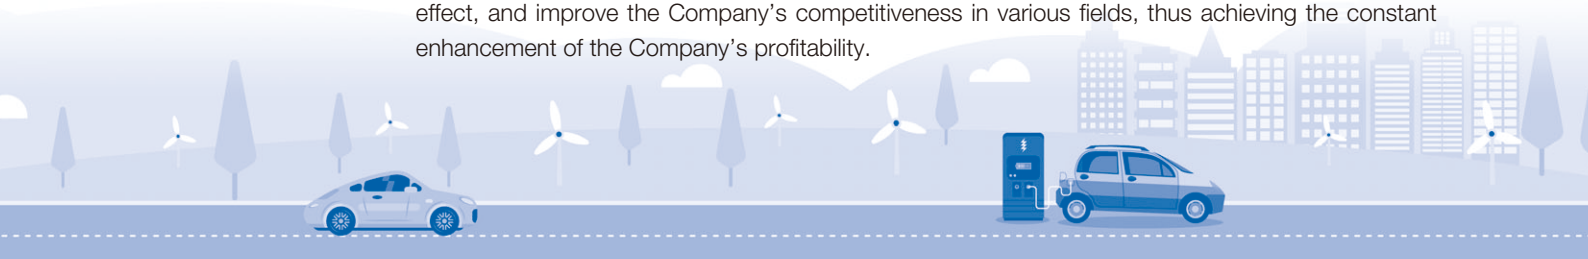 effect, and improve the Company’s competitiveness in various fields, thus achieving the constant
enhancement of the Company’s profitability.